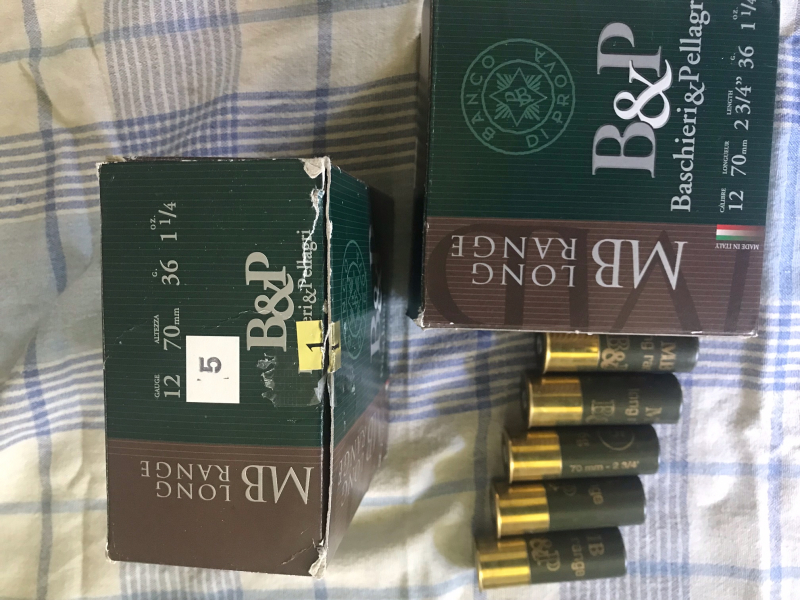 GAUGE ALTEZZA G. OZ.
12 70mm 36 1 1/4
5
B&P
1
MB LONG
RANGE
BANCO DI PROVA
B&P
Baschieri&Pellagri
CALIBRE LONGUEUR LENGTH G. OZ.
12 70mm 2 3/4" 36 1 1/4
MADE IN ITALY
MB LONG
RANGE
MB
B&P
70 mm - 2 3/4"